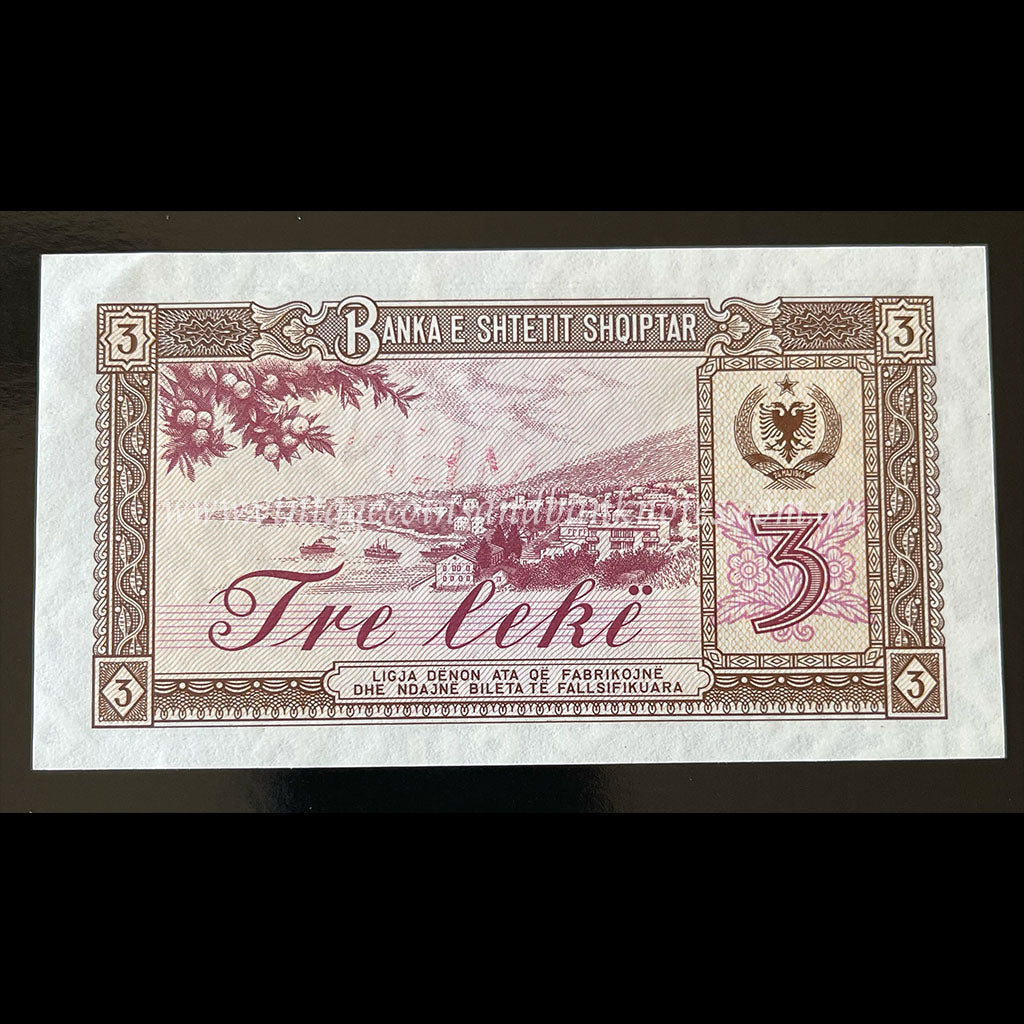 3 BANKA E SHTETIT SHQIPTAR 3
3
Tre lekë
LIGJA DËNON ATA QË FABRIKOJNË
DHE NDAJNË BILETA TË FALLSIFIKUARA
3 3